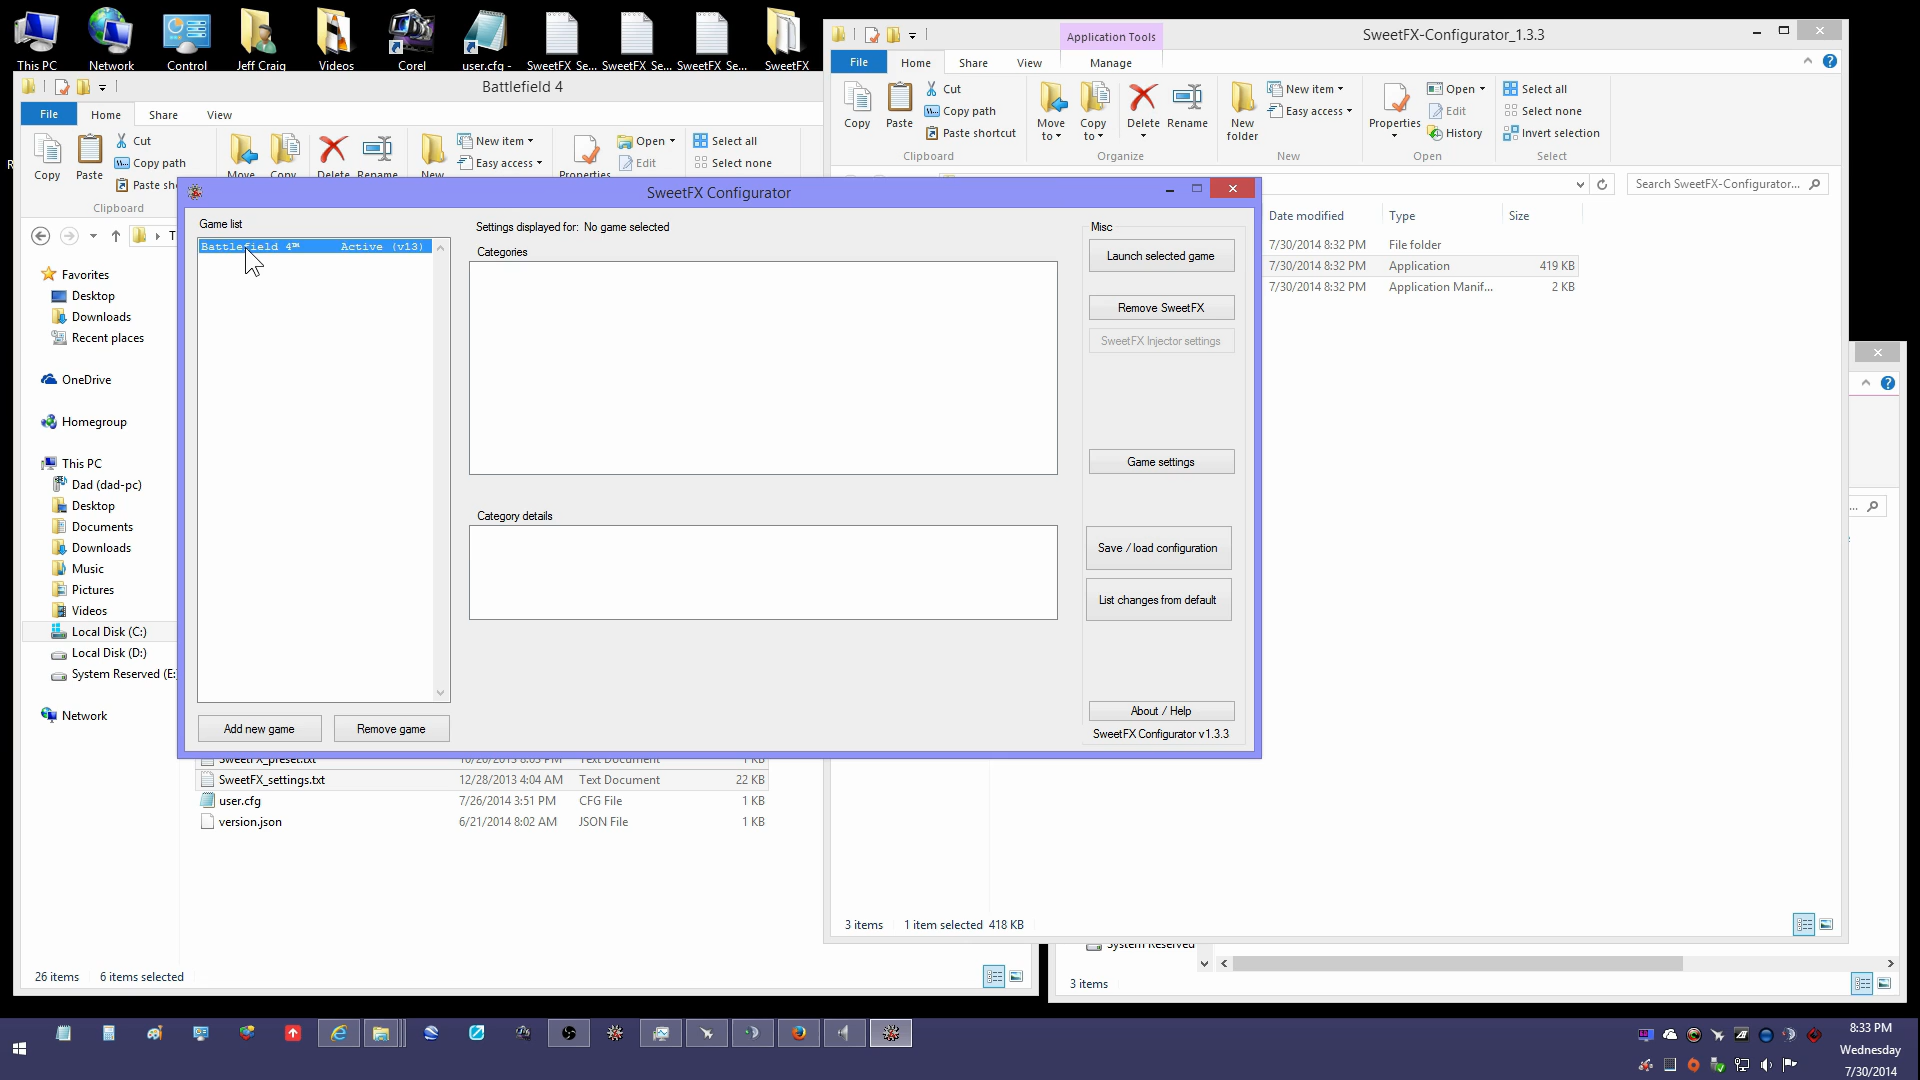 This PC
Network
Control
Jeff Craig
Videos
Corel
user.cfg -
SweetFX Se...
SweetFX Se...
SweetFX Se...
SweetFX
Battlefield 4
File
Home
Share
View
Copy
Paste
Cut
Copy path
Clipboard
New item
Easy access
Open
Edit
Select all
Select none
SweetFX-Configurator_1.3.3
Application Tools
File
Home
Share
View
Manage
Copy
Paste
Cut
Copy path
Paste shortcut
Clipboard
Move to
Copy to
Delete
Rename
Organize
New folder
New item
Easy access
New
Properties
Open
Edit
History
Open
Select all
Select none
Invert selection
Select
Search SweetFX-Configurator...
Date modified
Type
Size
7/30/2014 8:32 PM
File folder
7/30/2014 8:32 PM
Application
419 KB
7/30/2014 8:32 PM
Application Manif...
2 KB
Favorites
Desktop
Downloads
Recent places
OneDrive
Homegroup
This PC
Dad (dad-pc)
Desktop
Documents
Downloads
Music
Pictures
Videos
Local Disk (C:)
Local Disk (D:)
System Reserved (E:
Network
SweetFX Configurator
Game list
Battlefield 4™ Active (v13)
Settings displayed for: No game selected
Categories
Category details
Misc
Launch selected game
Remove SweetFX
SweetFX Injector settings
Game settings
Save / load configuration
List changes from default
About / Help
SweetFX Configurator v1.3.3
Add new game
Remove game
SweetFX_preset.txt
Text Document
1 KB
SweetFX_settings.txt
12/28/2013 4:04 AM
Text Document
22 KB
user.cfg
7/26/2014 3:51 PM
CFG File
1 KB
version.json
6/21/2014 8:02 AM
JSON File
1 KB
26 items
6 items selected
3 items
1 item selected 418 KB
System Reserved
3 items
8:33 PM
Wednesday
7/30/2014